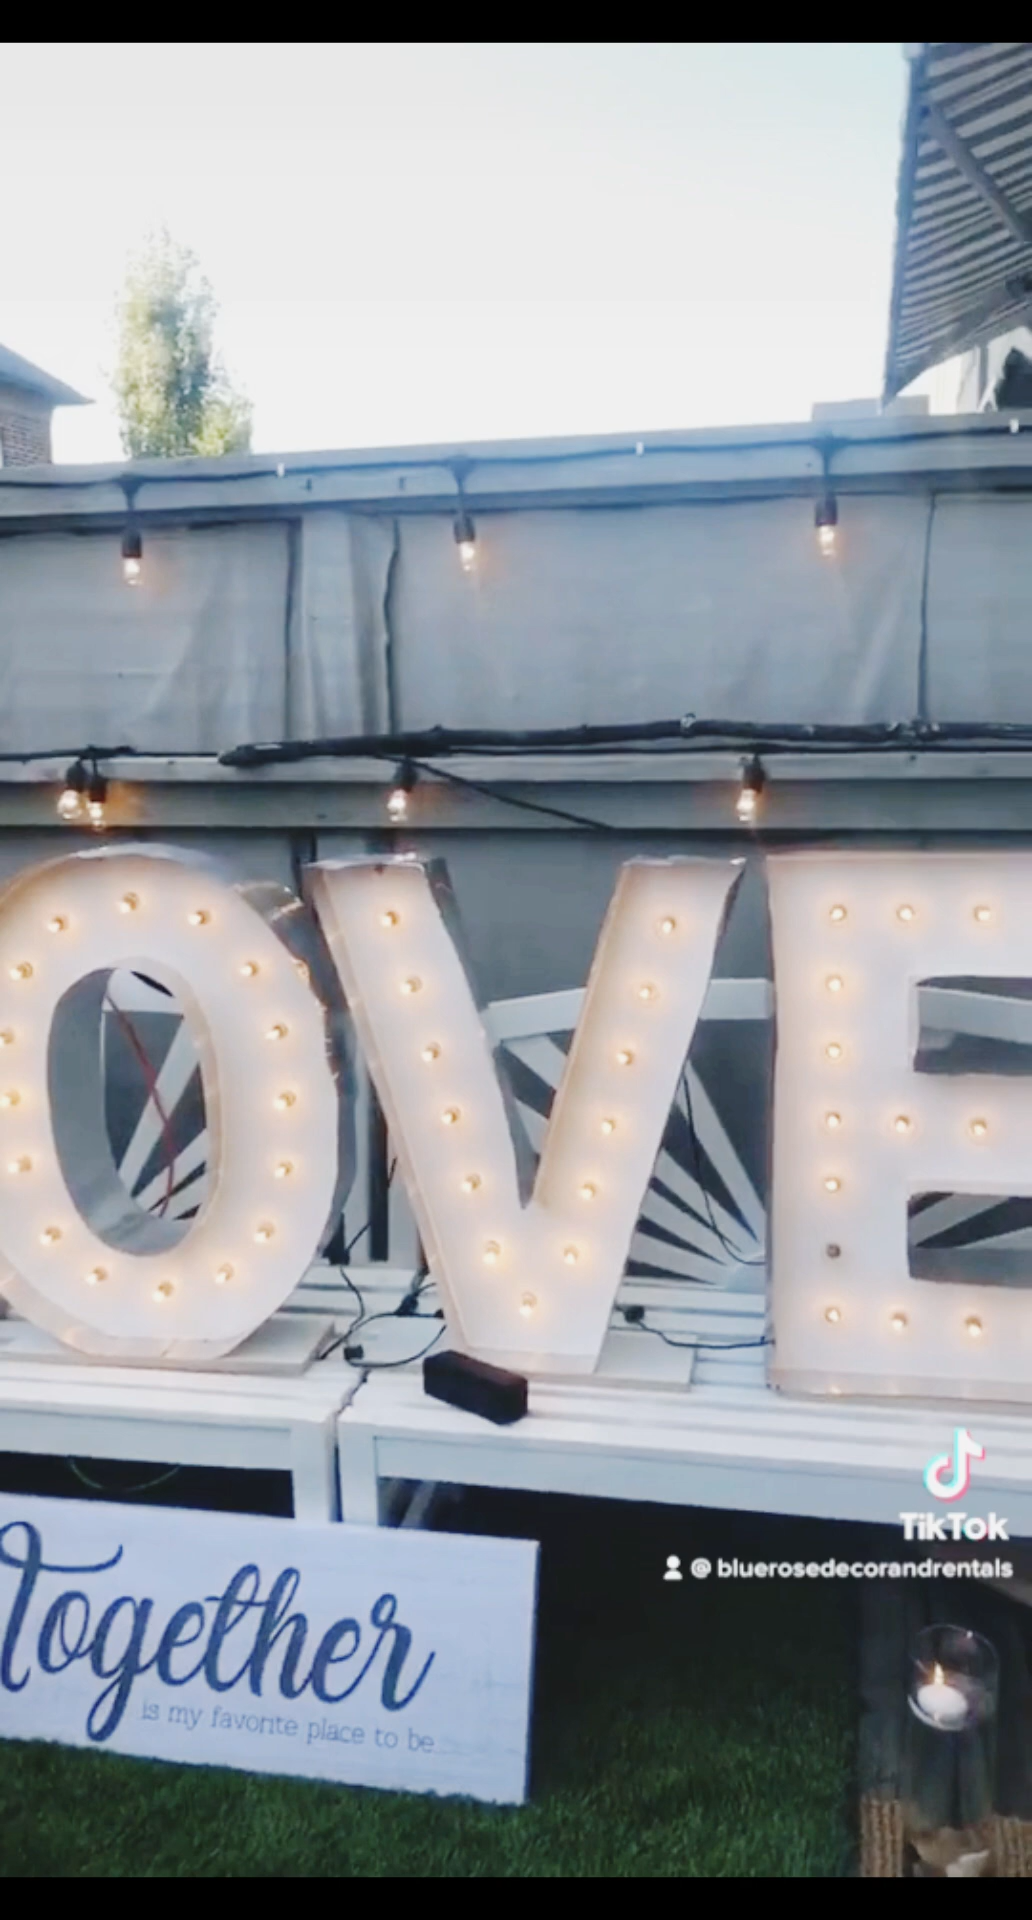 OVE
TikTok
@ bluerosedecorandrentals
Together
is my favorite place to be